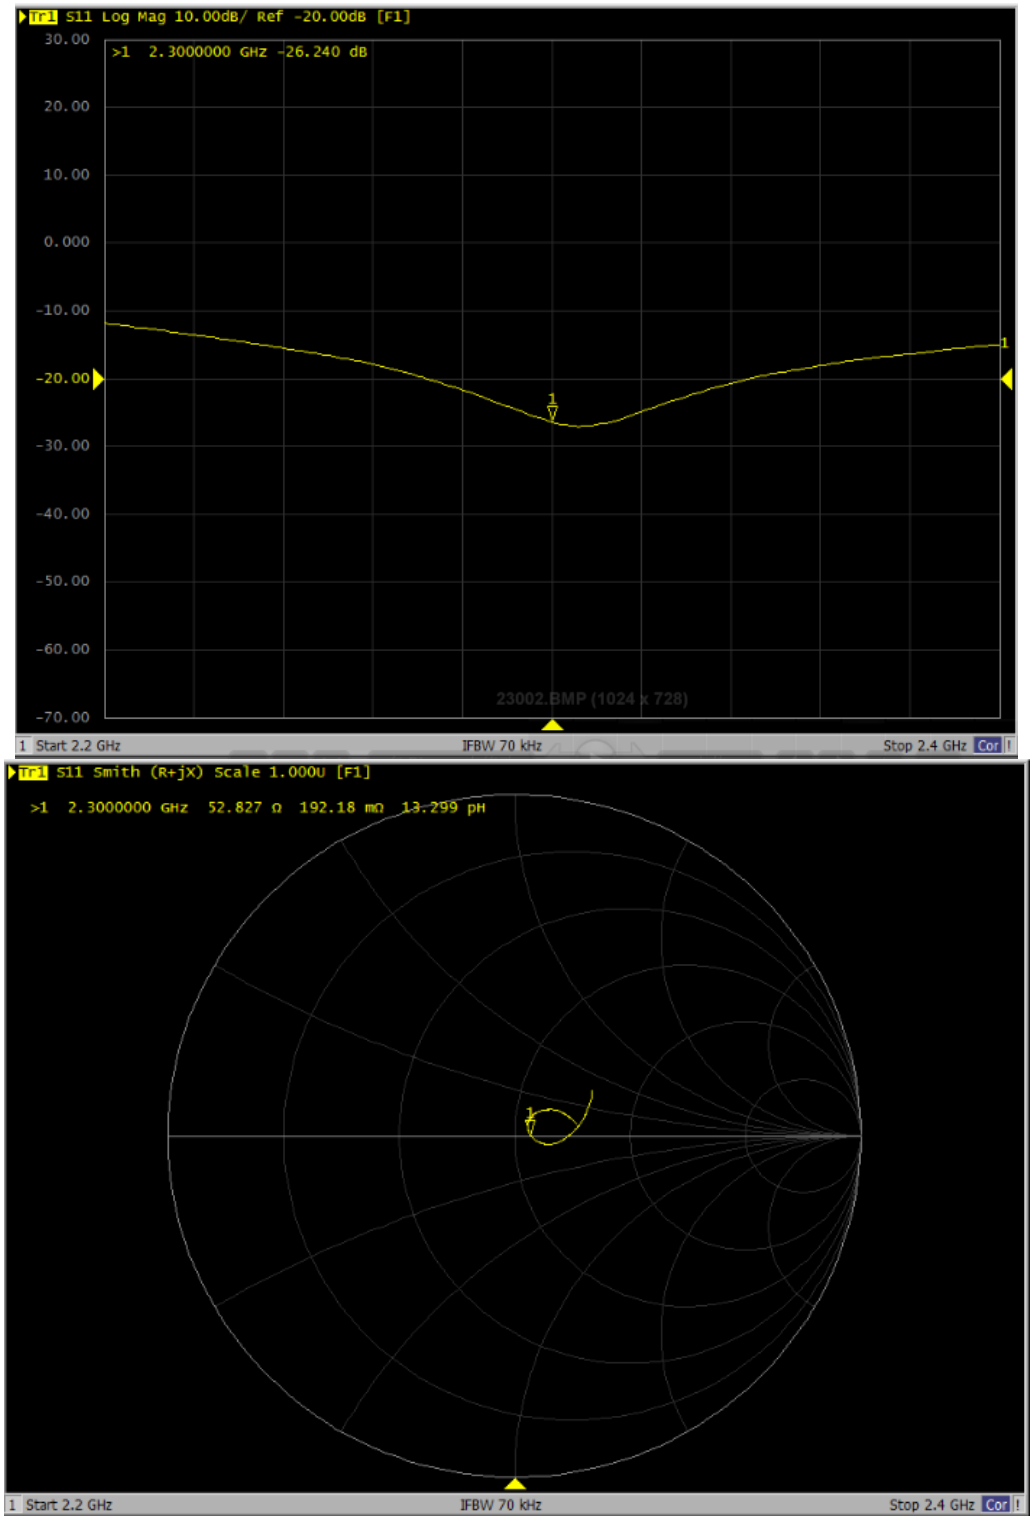 Tr1 S11 Log Mag 10.00dB/ Ref -20.00dB [F1]
30.00
>1 2.3000000 GHz -26.240 dB
20.00
10.00
0.000
-10.00
1
-20.00
1
-30.00
-40.00
-50.00
-60.00
23002.BMP (1024 x 728)
-70.00
1 Start 2.2 GHz IFBW 70 kHz Stop 2.4 GHz Cor !
Tr1 S11 Smith (R+jX) Scale 1.000U [F1]
>1 2.3000000 GHz 52.827 Ω 192.18 mΩ 13.299 pH
1
1 Start 2.2 GHz IFBW 70 kHz Stop 2.4 GHz Cor !